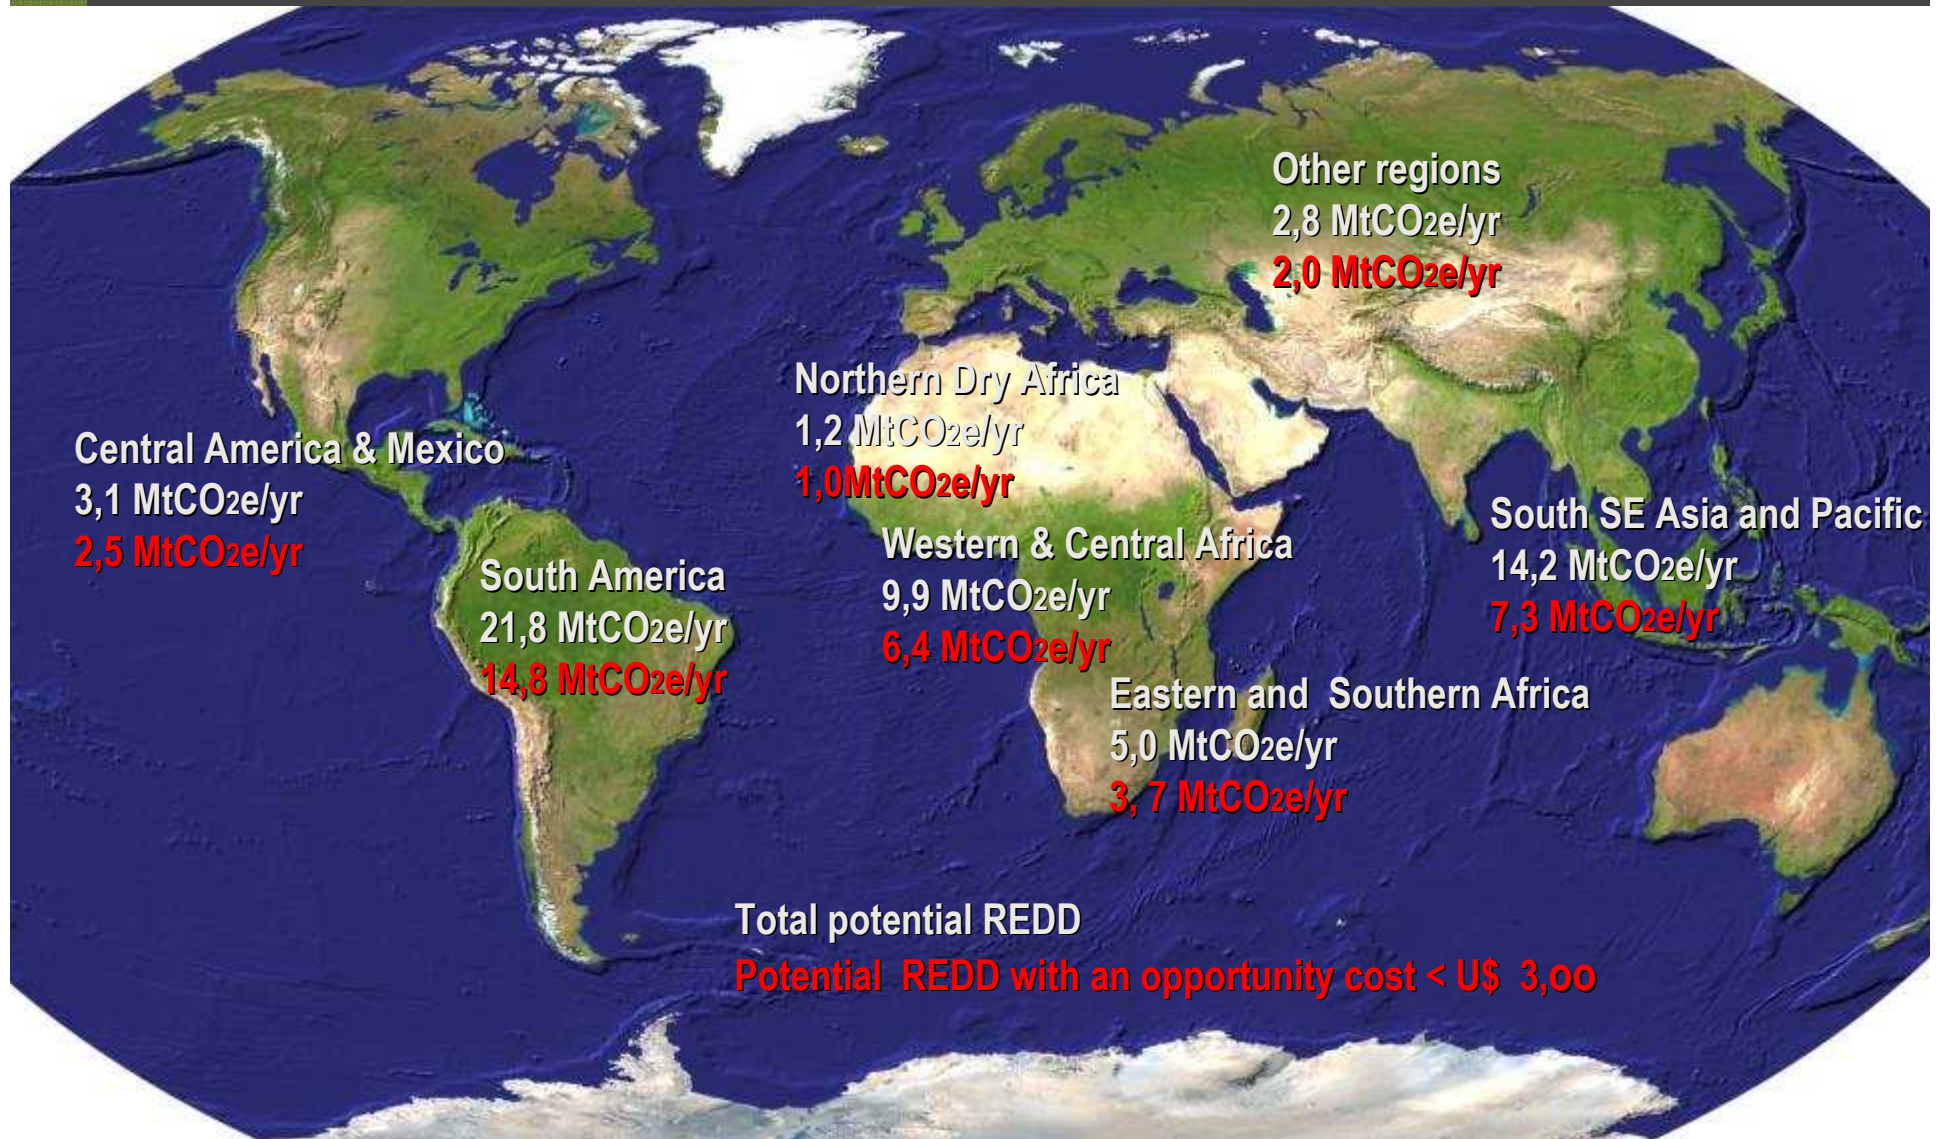 Other regions
2,8 MtCO2e/yr
2,0 MtCO2e/yr
Northern Dry Africa
1,2 MtCO2e/yr
1,0MtCO2e/yr
Central America & Mexico
3,1 MtCO2e/yr
2,5 MtCO2e/yr
South America
21,8 MtCO2e/yr
14,8 MtCO2e/yr
Western & Central Africa
9,9 MtCO2e/yr
6,4 MtCO2e/yr
South SE Asia and Pacific
14,2 MtCO2e/yr
7,3 MtCO2e/yr
Eastern and  Southern Africa
5,0 MtCO2e/yr
3, 7 MtCO2e/yr
Total potential REDD
Potential  REDD with an opportunity cost < U$  3,oo